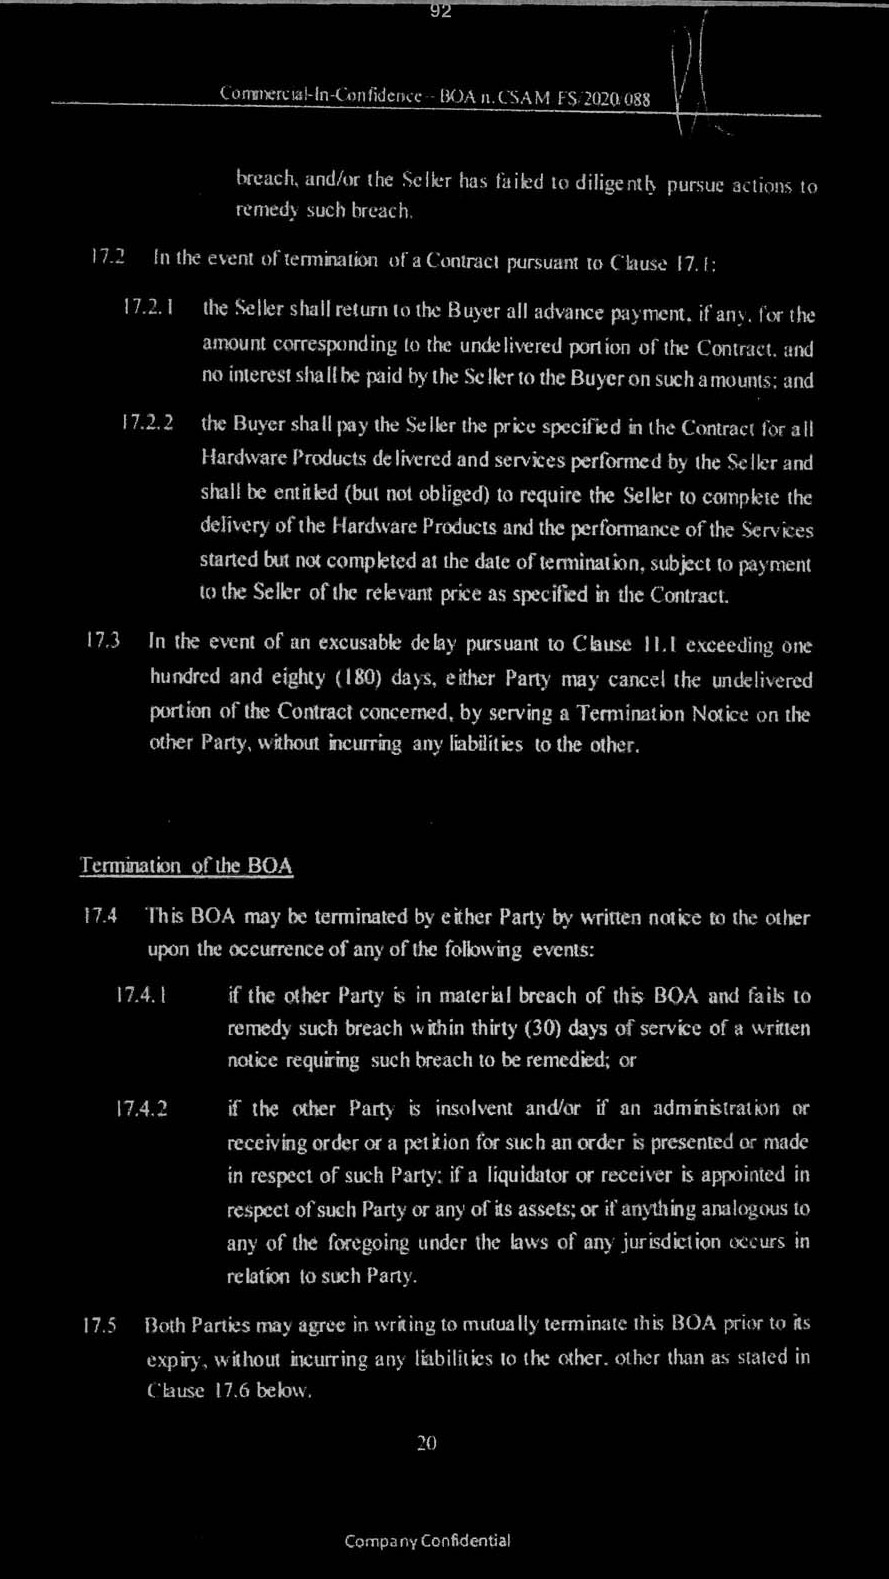 92
Commercial-In-Confidence - BOA n. CSAM FS/2020/088
breach, and/or the Seller has failed to diligently pursue actions to
remedy such breach.
17.2 In the event of termination of a Contract pursuant to Clause 17.1:
17.2.1 the Seller shall return to the Buyer all advance payment, if any, for the
amount corresponding to the undelivered portion of the Contract, and
no interest shall be paid by the Seller to the Buyer on such amounts; and
17.2.2 the Buyer shall pay the Seller the price specified in the Contract for all
Hardware Products delivered and services performed by the Seller and
shall be entitled (but not obliged) to require the Seller to complete the
delivery of the Hardware Products and the performance of the Services
started but not completed at the date of termination, subject to payment
to the Seller of the relevant price as specified in the Contract.
17.3 In the event of an excusable delay pursuant to Clause 11.1 exceeding one
hundred and eighty (180) days, either Party may cancel the undelivered
portion of the Contract concerned, by serving a Termination Notice on the
other Party, without incurring any liabilities to the other.
Termination of the BOA
17.4 This BOA may be terminated by either Party by written notice to the other
upon the occurrence of any of the following events:
17.4.1 if the other Party is in material breach of this BOA and fails to
remedy such breach within thirty (30) days of service of a written
notice requiring such breach to be remedied; or
17.4.2 if the other Party is insolvent and/or if an administration or
receiving order or a petition for such an order is presented or made
in respect of such Party; if a liquidator or receiver is appointed in
respect of such Party or any of its assets; or if anything analogous to
any of the foregoing under the laws of any jurisdiction occurs in
relation to such Party.
17.5 Both Parties may agree in writing to mutually terminate this BOA prior to its
expiry, without incurring any liabilities to the other, other than as stated in
Clause 17.6 below.
20
Company Confidential